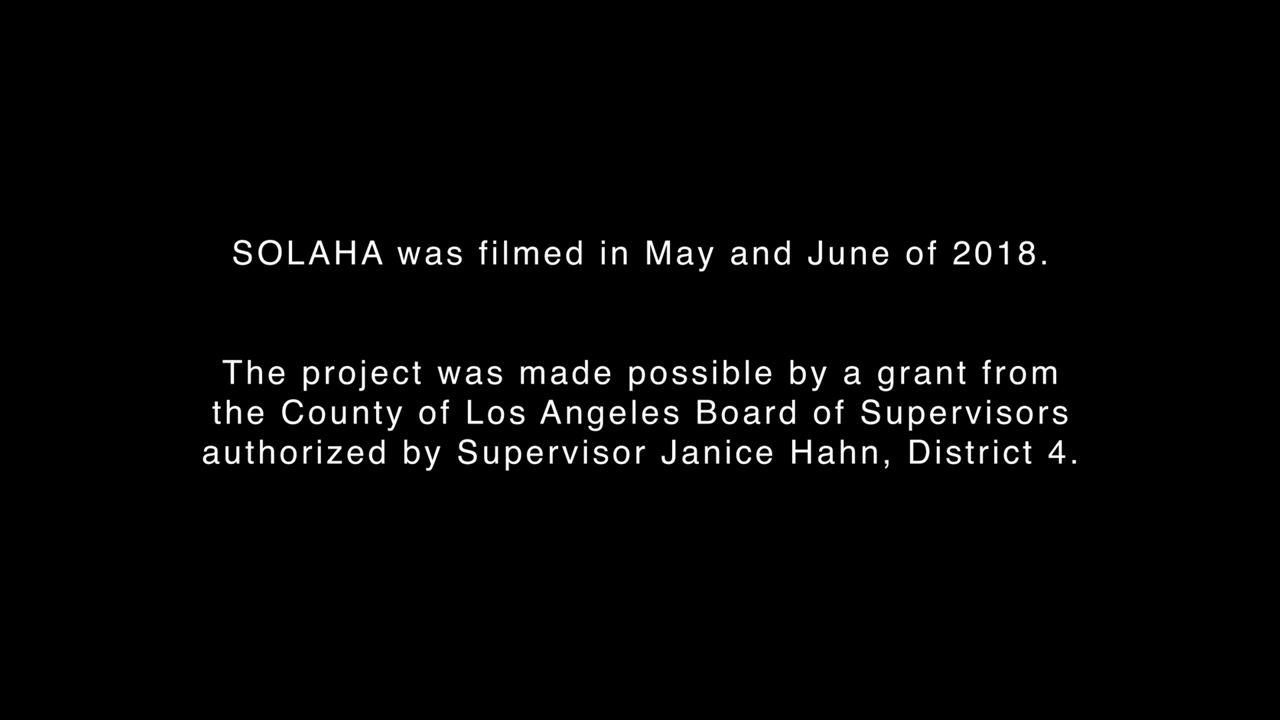 SOLAHA was filmed in May and June of 2018.
The project was made possible by a grant from
the County of Los Angeles Board of Supervisors
authorized by Supervisor Janice Hahn, District 4.